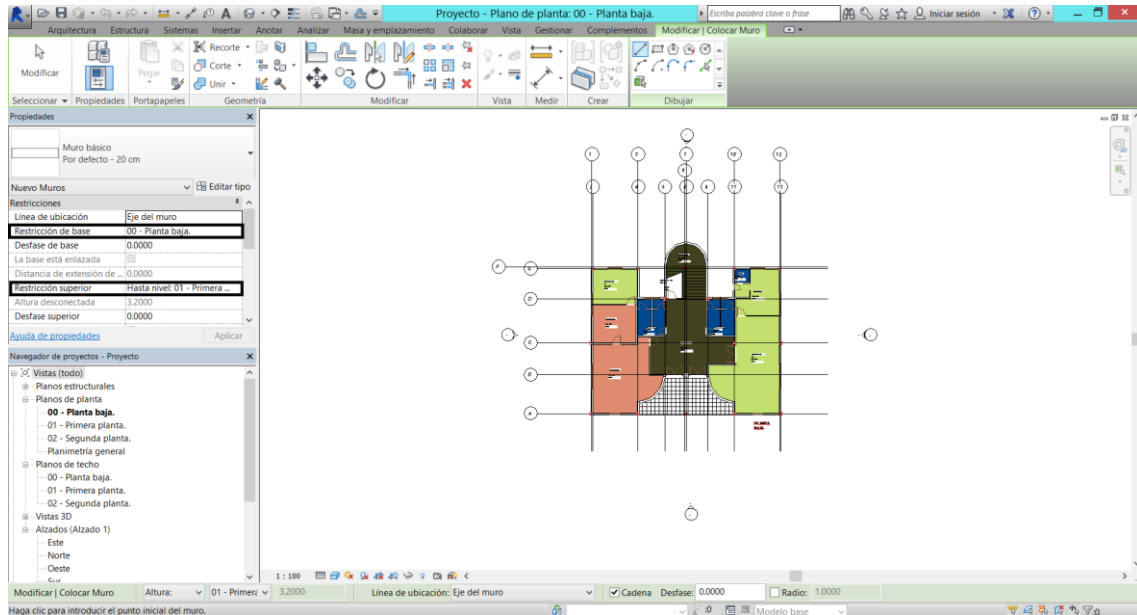 Proyecto - Plano de planta: 00 - Planta baja.
Escriba palabra clave o frase
Iniciar sesión
Arquitectura Estructura Sistemas Insertar Anotar Analizar Masa y emplazamiento Colaborar Vista Gestionar Complementos Modificar | Colocar Muro
Modificar
Pegar
Recorte
Corte
Unir
Seleccionar Propiedades Portapapeles Geometría Modificar Vista Medir Crear Dibujar
Propiedades
Muro básico
Por defecto - 20 cm
Nuevo Muros Editar tipo
Restricciones
Línea de ubicación Eje del muro
Restricción de base 00 - Planta baja.
Desfase de base 0.0000
La base está enlazada
Distancia de extensión de ... 0.0000
Restricción superior Hasta nivel: 01 - Primera ...
Altura desconectada 3.2000
Desfase superior 0.0000
Ayuda de propiedades Aplicar
Navegador de proyectos - Proyecto
Vistas (todo)
Planos estructurales
Planos de planta
00 - Planta baja.
01 - Primera planta.
02 - Segunda planta.
Planimetría general
Planos de techo
00 - Planta baja.
01 - Primera planta.
02 - Segunda planta.
Vistas 3D
Alzados (Alzado 1)
Este
Norte
Oeste
Sur
PLANTA
BAJA
1 : 100
Modificar | Colocar Muro Altura: 01 - Primera 3.2000 Línea de ubicación: Eje del muro Cadena Desfase: 0.0000 Radio: 1.0000
Haga clic para introducir el punto inicial del muro. :0 Modelo base :0